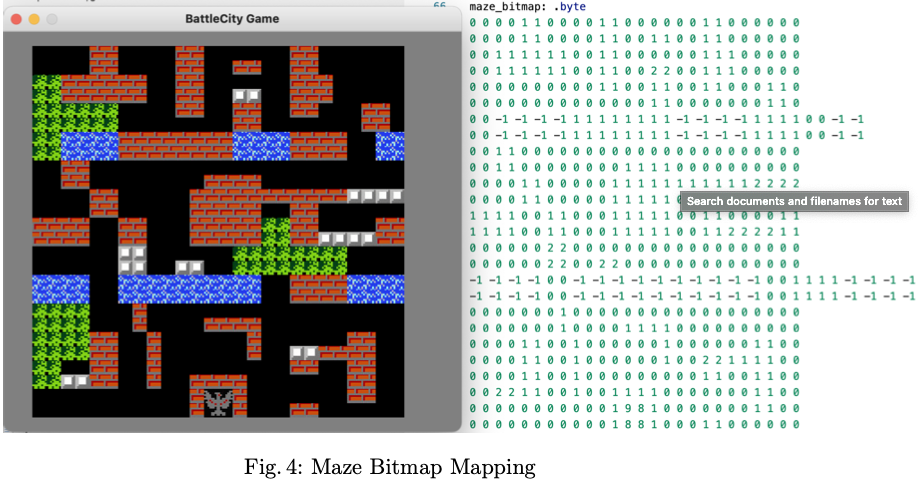 BattleCity Game
66
maze_bitmap: .byte
0 0 0 0 1 1 0 0 0 0 1 1 0 0 0 0 0 0 1 1 0 0 0 0 0 0
0 0 0 0 1 1 0 0 0 0 1 1 0 0 1 1 0 0 1 1 0 0 0 0 0 0
0 0 1 1 1 1 1 1 0 0 1 1 0 0 0 0 0 0 1 1 1 0 0 0 0 0
0 0 1 1 1 1 1 1 0 0 1 1 0 0 2 2 0 0 1 1 1 0 0 0 0 0
0 0 0 0 0 0 0 0 0 0 1 1 0 0 1 1 0 0 1 1 0 0 0 1 1 0
0 0 0 0 0 0 0 0 0 0 0 0 0 0 1 1 0 0 0 0 0 0 0 1 1 0
0 0 -1 -1 -1 -1 1 1 1 1 1 1 1 1 -1 -1 -1 -1 1 1 1 1 0 0 -1 -1
0 0 -1 -1 -1 -1 1 1 1 1 1 1 1 1 -1 -1 -1 -1 1 1 1 1 0 0 -1 -1
0 0 1 1 0 0 0 0 0 0 0 0 0 0 0 0 0 0 0 0 0 0 0 0 0 0
0 0 1 1 0 0 0 0 0 0 0 0 1 1 1 1 0 0 0 0 0 0 0 0 0 0
0 0 0 0 1 1 0 0 0 0 0 1 1 1 1 1 1 1 1 1 1 1 2 2 2 2
0 0 0 0 1 1 0 0 0 0 0 1 1 1 1 1 0
Search documents and filenames for text
1 1 1 1 0 0 1 1 0 0 0 1 1 1 1 1 0 0 1 1 0 0 0 0 1 1
1 1 1 1 0 0 1 1 0 0 0 1 1 1 1 1 0 0 1 1 2 2 2 2 1 1
0 0 0 0 0 0 2 2 0 0 0 0 0 0 0 0 0 0 0 0 0 0 0 0 0 0
0 0 0 0 0 0 2 2 0 0 2 2 0 0 0 0 0 0 0 0 0 0 0 0 0 0
-1 -1 -1 -1 0 0 -1 -1 -1 -1 -1 -1 -1 -1 -1 -1 0 0 1 1 1 1 -1 -1 -1 -1
-1 -1 -1 -1 0 0 -1 -1 -1 -1 -1 -1 -1 -1 -1 -1 0 0 1 1 1 1 -1 -1 -1 -1
0 0 0 0 0 0 0 1 0 0 0 0 0 0 0 0 0 0 0 0 0 0 0 0 0 0
0 0 0 0 0 0 0 1 0 0 0 0 1 1 1 1 0 0 0 0 0 0 0 0 0 0
0 0 0 0 1 1 0 0 1 0 0 0 0 0 0 1 0 0 0 0 0 0 1 1 0 0
0 0 0 0 1 1 0 0 1 0 0 0 0 0 0 1 0 0 2 2 1 1 1 1 0 0
0 0 0 0 1 1 0 0 1 0 0 0 0 0 0 0 0 0 1 1 0 0 1 1 0 0
0 0 2 2 1 1 0 0 1 0 0 1 1 1 1 0 0 0 0 0 0 0 1 1 0 0
0 0 0 0 0 0 0 0 0 0 0 1 9 8 1 0 0 0 0 0 0 0 1 1 0 0
0 0 0 0 0 0 0 0 0 0 0 1 8 8 1 0 0 0 1 1 0 0 0 0 0 0
Fig. 4: Maze Bitmap Mapping